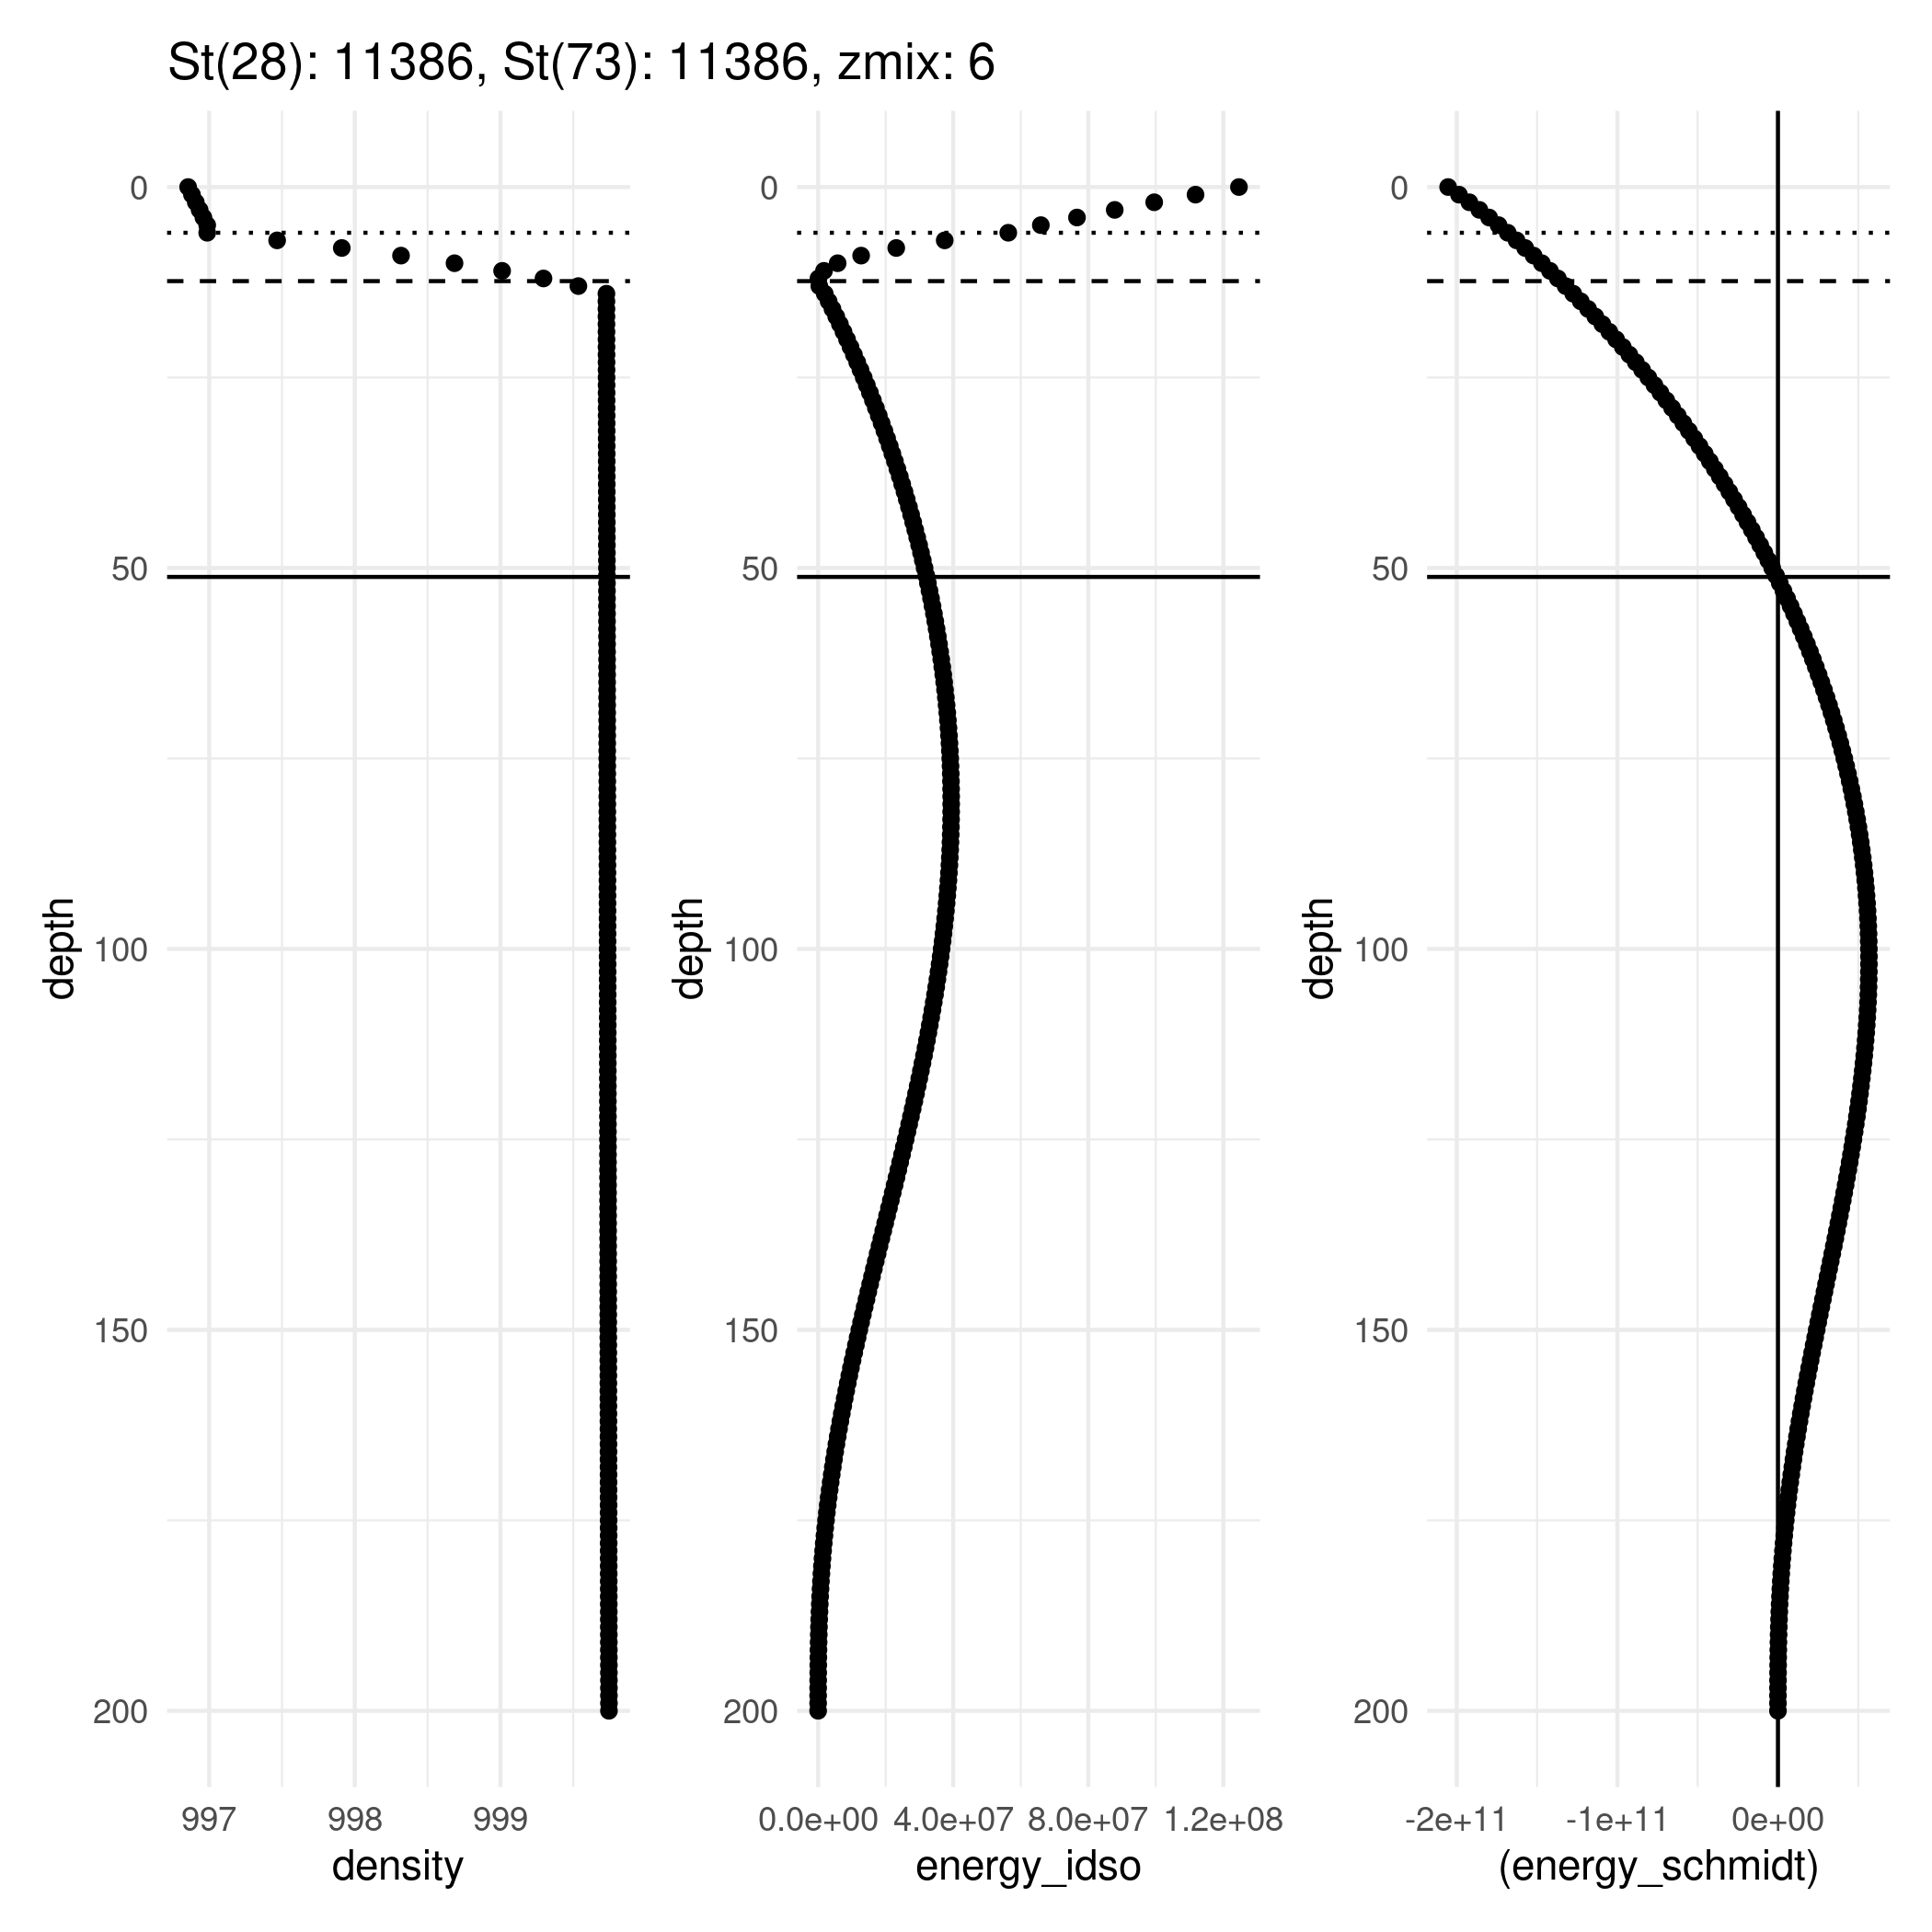 St(28): 11386, St(73): 11386, zmix: 6
0
50
100
150
200
depth
997 998 999
density
0
50
100
150
200
depth
0.0e+00 4.0e+07 8.0e+07 1.2e+08
energy_idso
0
50
100
150
200
depth
-2e+11 -1e+11 0e+00
(energy_schmidt)